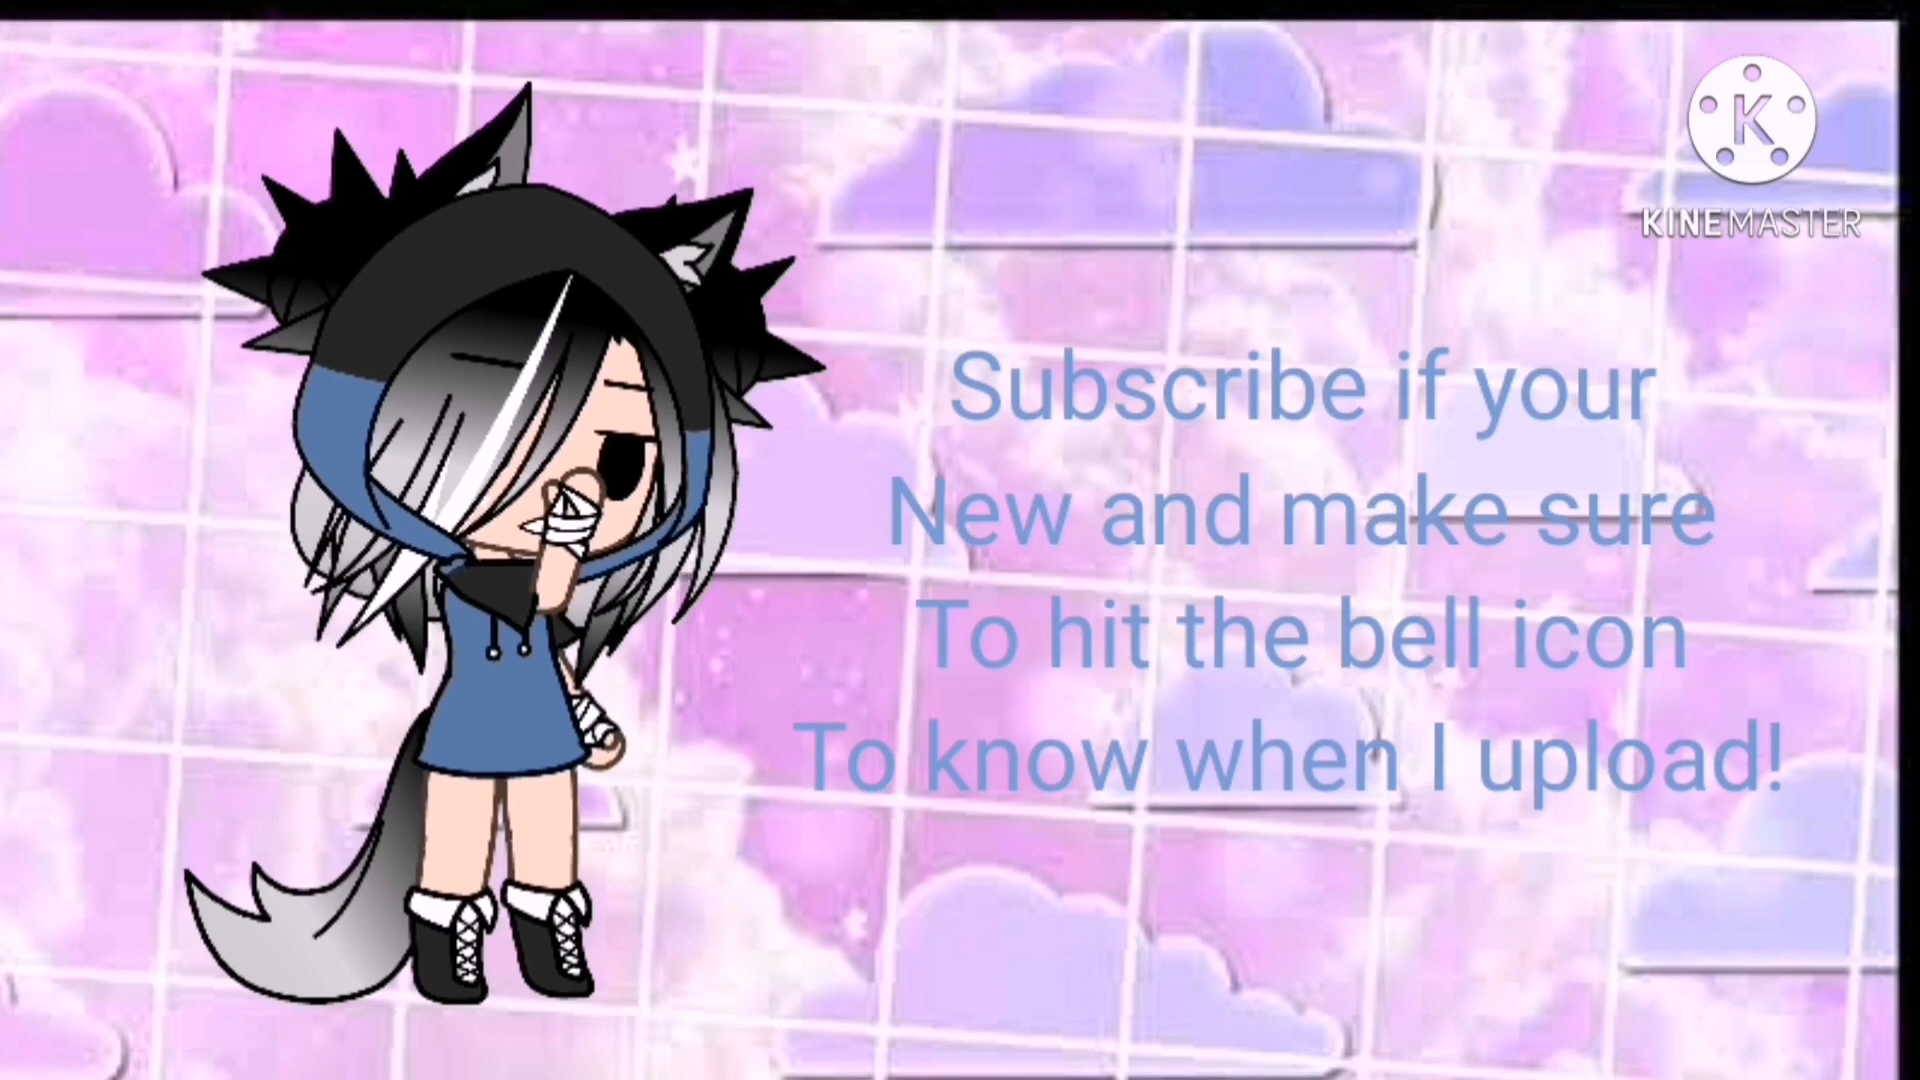 K
KINEMASTER
Subscribe if your
New and make sure
To hit the bell icon
To know when I upload!